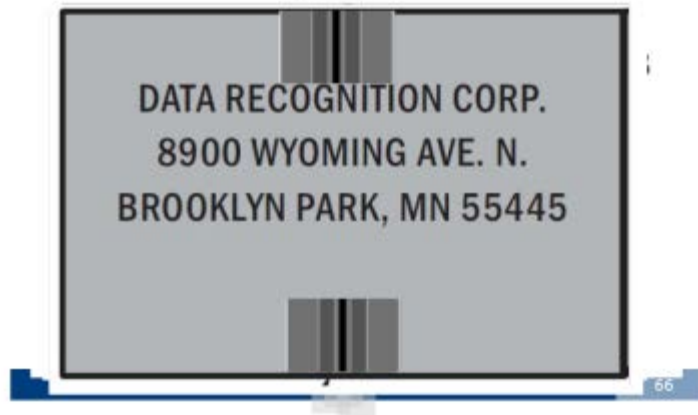 DATA RECOGNITION CORP.
8900 WYOMING AVE. N.
BROOKLYN PARK, MN 55445
66